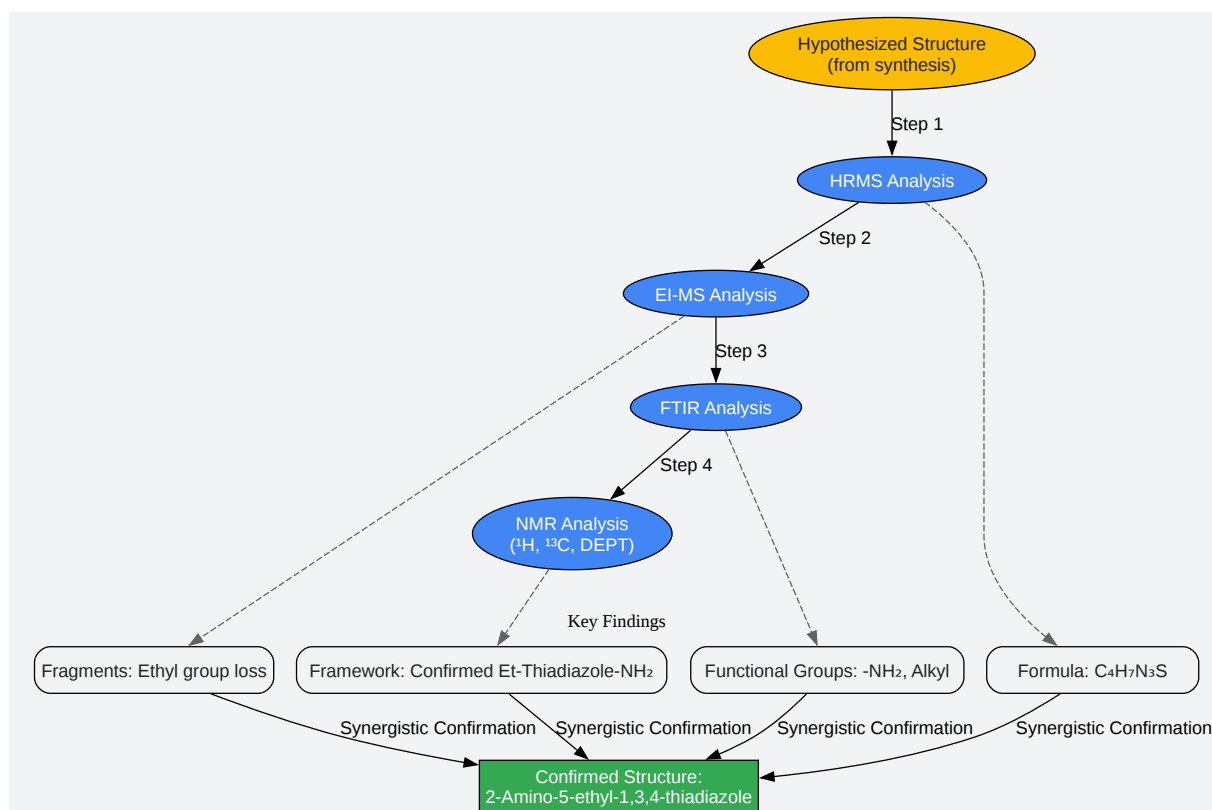 Hypothesized Structure
(from synthesis)
Step 1
HRMS Analysis
Step 2
EI-MS Analysis
Step 3
FTIR Analysis
Step 4
NMR Analysis
(¹H, ¹³C, DEPT)
Key Findings
Fragments: Ethyl group loss
Framework: Confirmed Et-Thiadiazole-NH₂
Functional Groups: -NH₂, Alkyl
Formula: C₄H₇N₃S
Synergistic Confirmation
Synergistic Confirmation
Synergistic Confirmation
Synergistic Confirmation
Confirmed Structure:
2-Amino-5-ethyl-1,3,4-thiadiazole